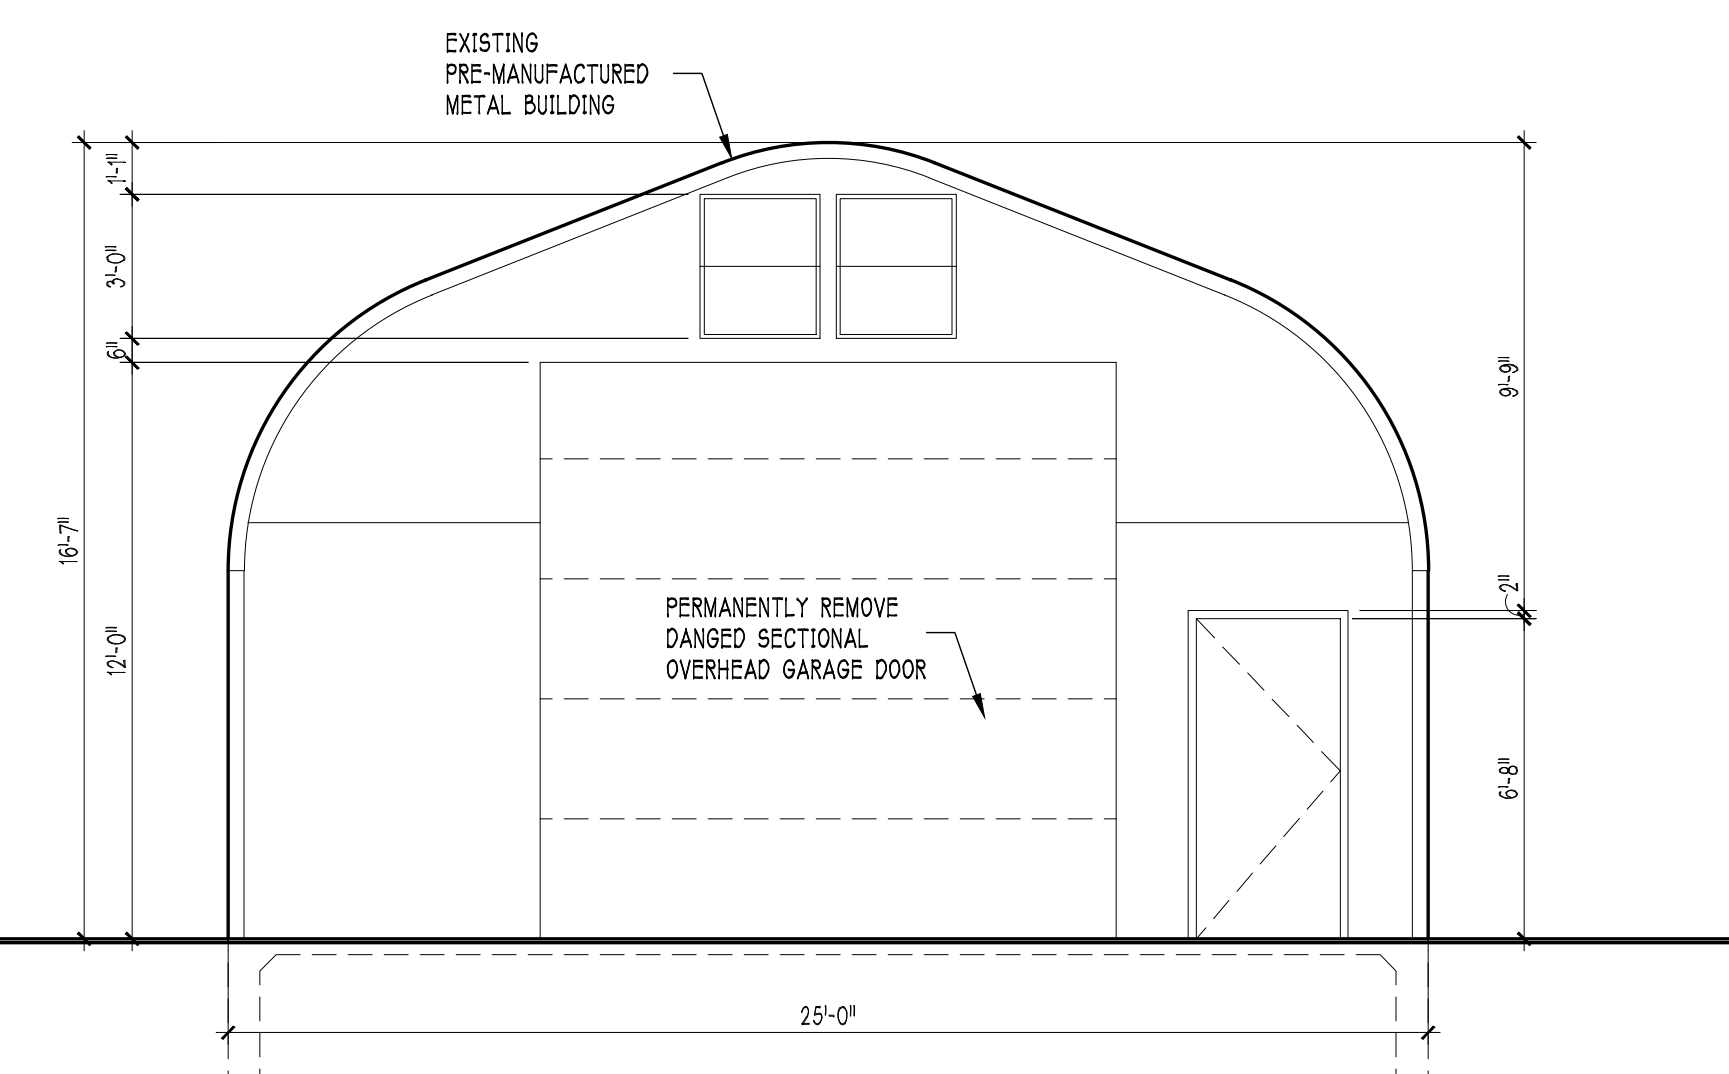 EXISTING
PRE-MANUFACTURED
METAL BUILDING
1'-1"
3'-0"
6"
9'-9"
16'-7"
2"
PERMANENTLY REMOVE
DANGED SECTIONAL
OVERHEAD GARAGE DOOR
12'-0"
6'-8"
25'-0"